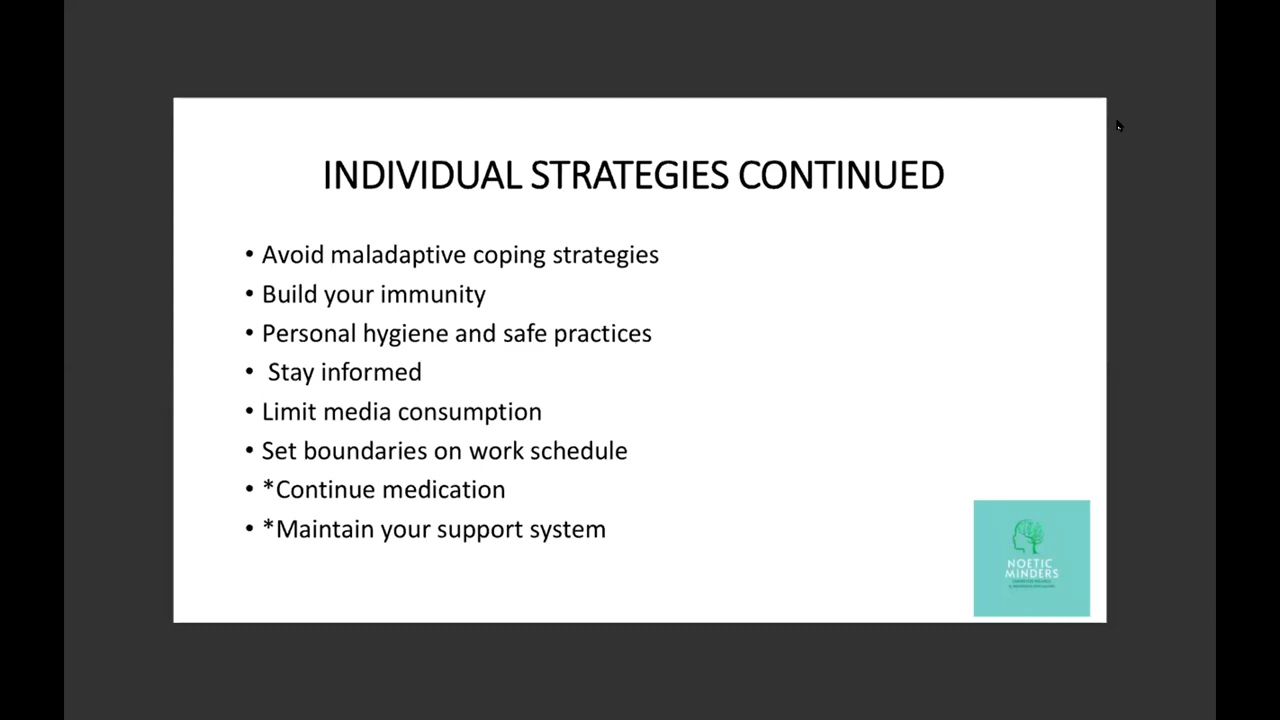 INDIVIDUAL STRATEGIES CONTINUED
• Avoid maladaptive coping strategies
• Build your immunity
• Personal hygiene and safe practices
• Stay informed
• Limit media consumption
• Set boundaries on work schedule
• *Continue medication
• *Maintain your support system
NOETIC
MINDERS